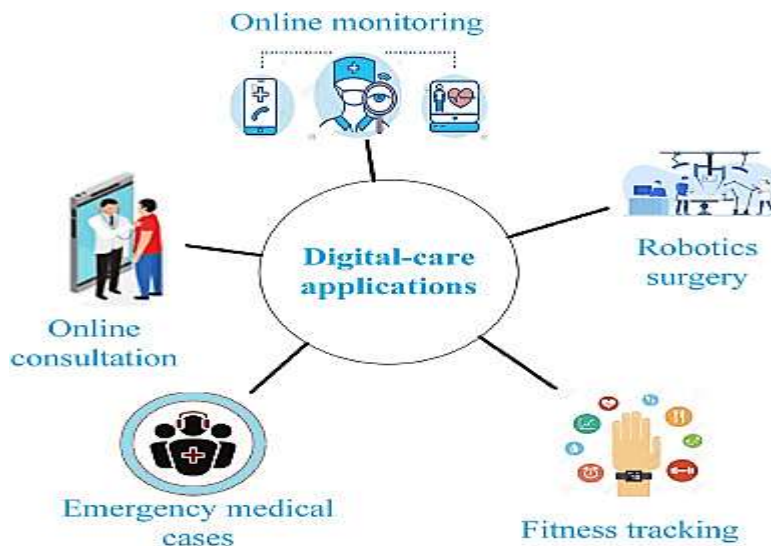 Online monitoring
Digital-care
applications
Robotics
surgery
Online
consultation
Emergency medical
cases
Fitness tracking